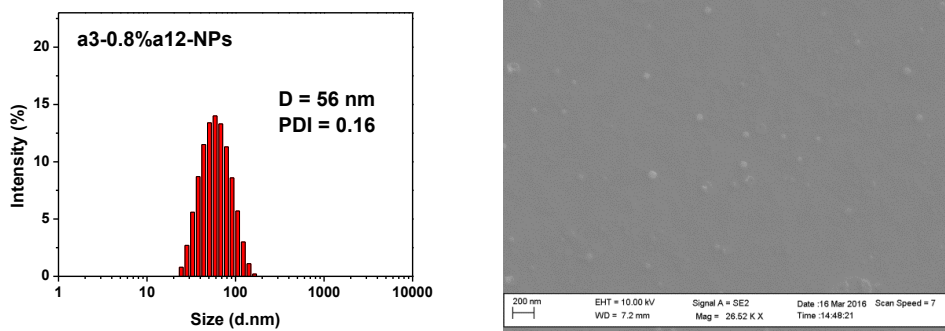 a3-0.8%a12-NPs
D = 56 nm
PDI = 0.16
Intensity (%)
20
15
10
5
0
1 10 100 1000 10000
Size (d.nm)
200 nm EHT = 10.00 kV Signal A = SE2 Date :16 Mar 2016 Scan Speed = 7
WD = 7.2 mm Mag = 26.52 K X Time :14:48:21